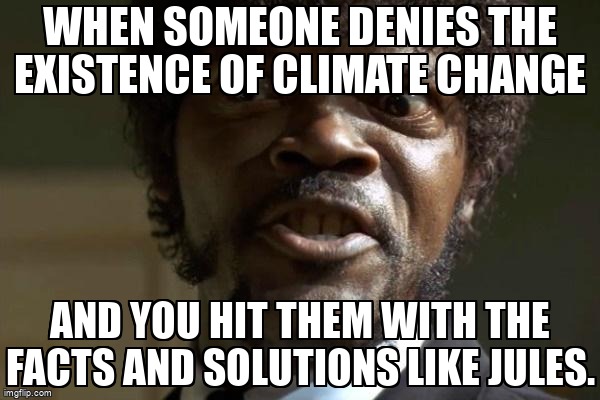 WHEN SOMEONE DENIES THE
EXISTENCE OF CLIMATE CHANGE
AND YOU HIT THEM WITH THE
FACTS AND SOLUTIONS LIKE JULES.
imgflip.com